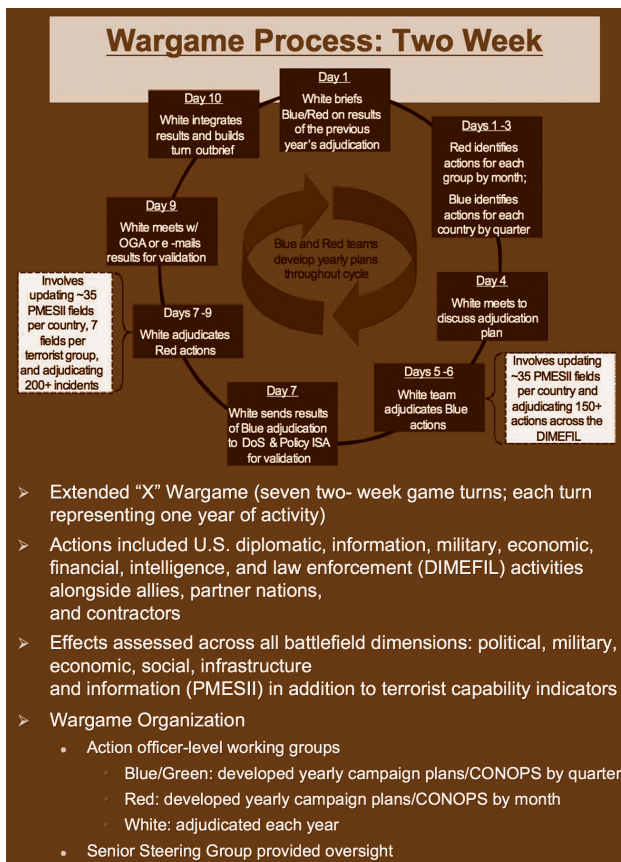 Wargame Process: Two Week
Day 1
White briefs
Blue/Red on results
of the previous
year's adjudication
Days 1 -3
Red identifies
actions for each
group by month;
Blue identifies
actions for each
country by quarter
Day 4
White meets to
discuss adjudication
plan
Days 5 -6
White team
adjudicates Blue
actions
Involves updating
~35 PMESII fields
per country and
adjudicating 150+
actions across the
DIMEFIL
Day 7
White sends results
of Blue adjudication
to DoS & Policy ISA
for validation
Days 7 -9
White adjudicates
Red actions
Involves
updating ~35
PMESII fields
per country, 7
fields per
terrorist group,
and adjudicating
200+ incidents
Day 9
White meets w/
OGA or e -mails
results for validation
Day 10
White integrates
results and builds
turn outbrief
Blue and Red teams
develop yearly plans
throughout cycle
➢ Extended “X” Wargame (seven two- week game turns; each turn
representing one year of activity)
➢ Actions included U.S. diplomatic, information, military, economic,
financial, intelligence, and law enforcement (DIMEFIL) activities
alongside allies, partner nations,
and contractors
➢ Effects assessed across all battlefield dimensions: political, military,
economic, social, infrastructure
and information (PMESII) in addition to terrorist capability indicators
➢ Wargame Organization
• Action officer-level working groups
• Blue/Green: developed yearly campaign plans/CONOPS by quarter
• Red: developed yearly campaign plans/CONOPS by month
• White: adjudicated each year
• Senior Steering Group provided oversight